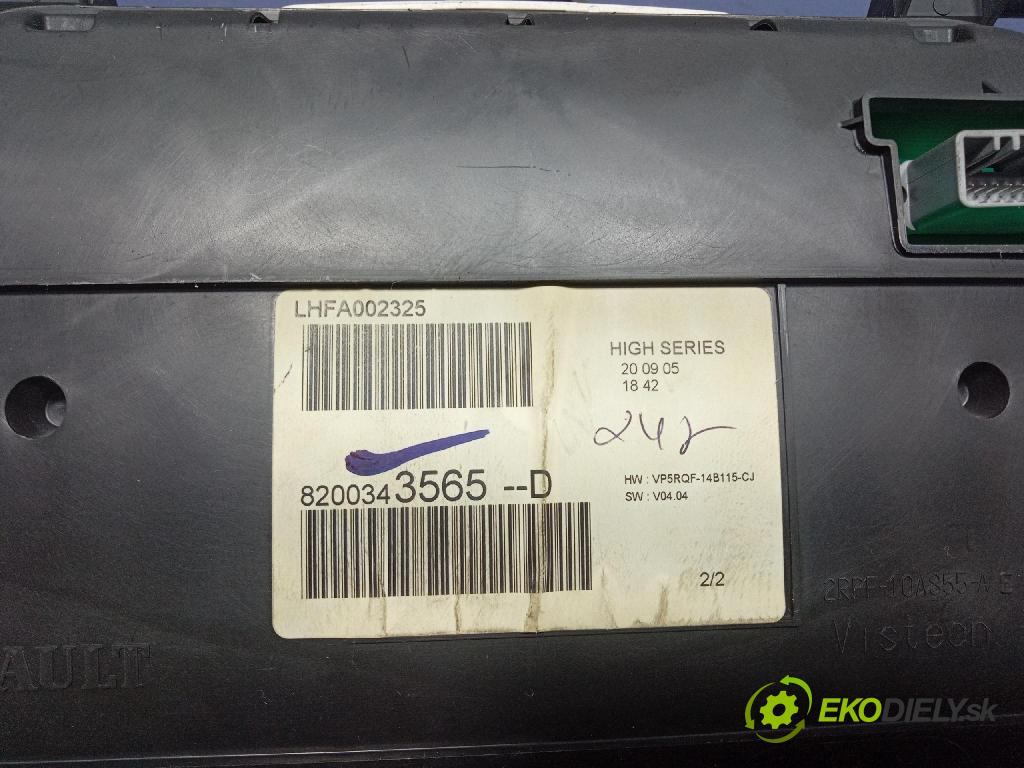 LHFA002325
HIGH SERIES
20 09 05
18 42
8200343565 --D
HW : VP5RQF-14B115-CJ
SW : V04.04
2/2
Visteon
AULT
EKODIELY.sk